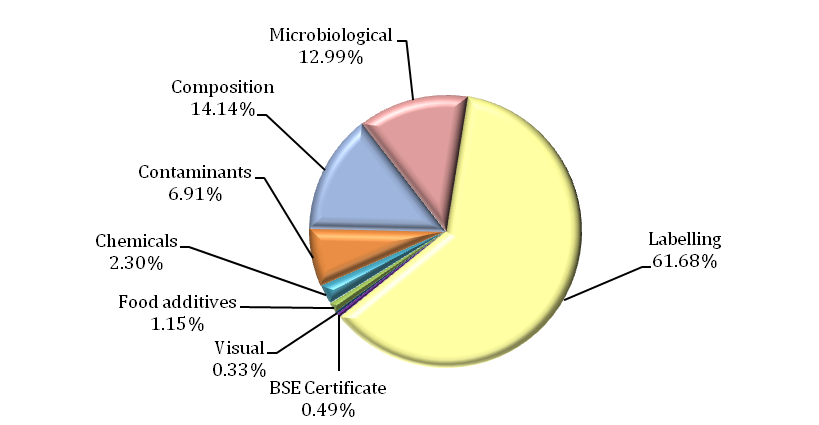 Microbiological
12.99%
Composition
14.14%
Contaminants
6.91%
Chemicals
2.30%
Food additives
1.15%
Visual
0.33%
BSE Certificate
0.49%
Labelling
61.68%